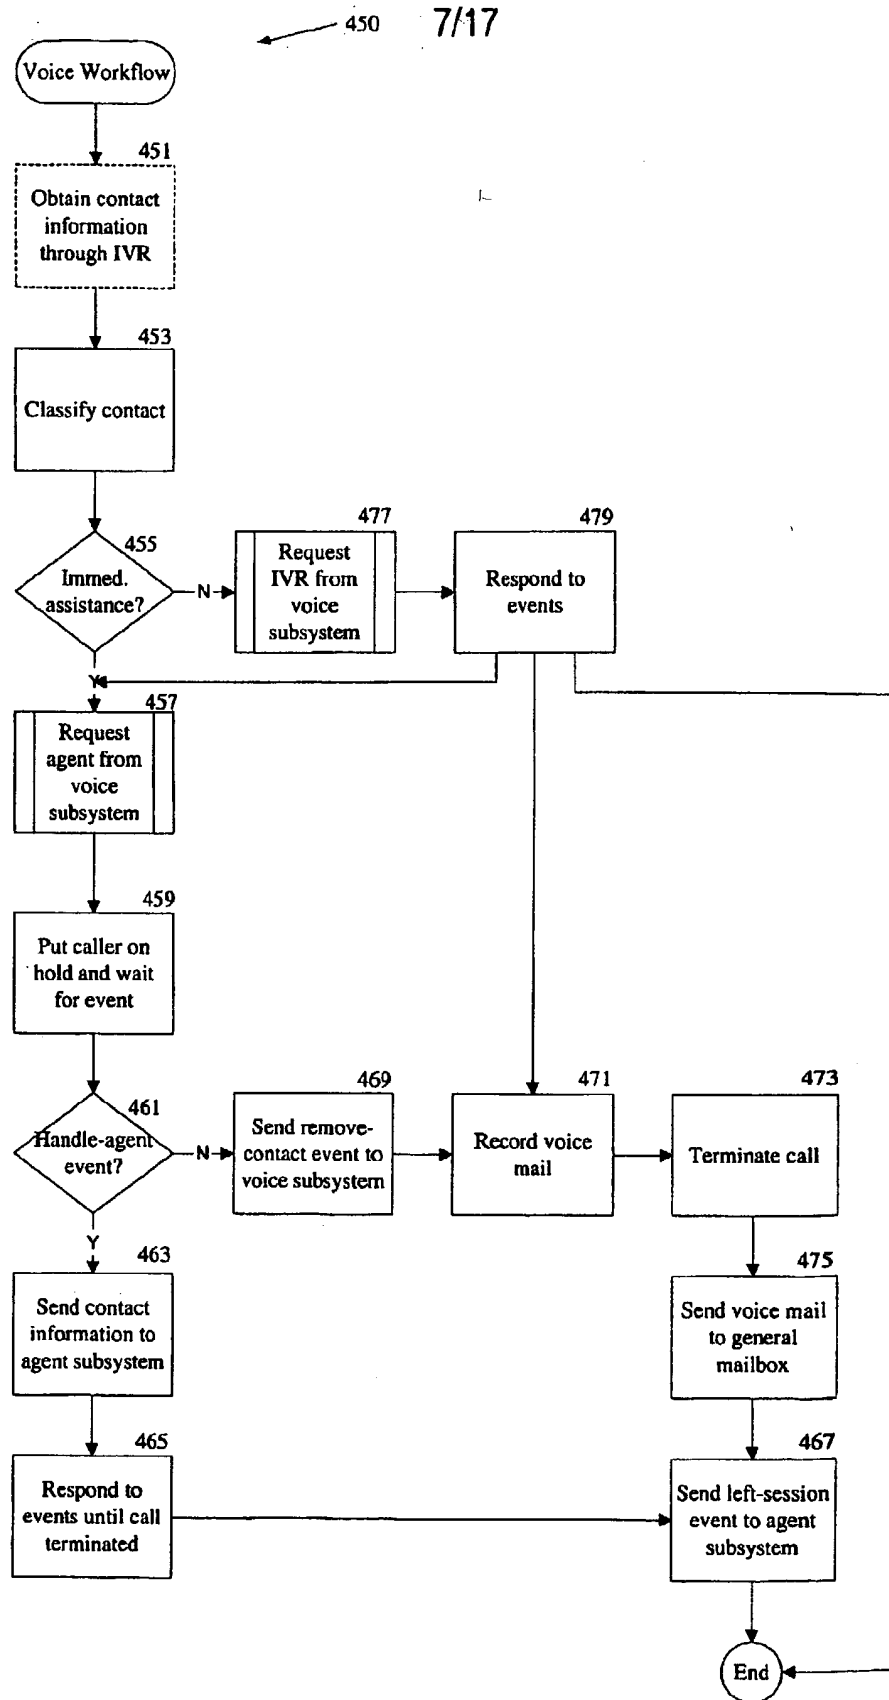 450
7/17
Voice Workflow
451
Obtain contact
information
through IVR
453
Classify contact
455
Immed.
assistance?
N
477
Request
IVR from
voice
subsystem
479
Respond to
events
Y
457
Request
agent from
voice
subsystem
459
Put caller on
hold and wait
for event
461
Handle-agent
event?
N
469
Send remove-
contact event to
voice subsystem
471
Record voice
mail
473
Terminate call
Y
463
Send contact
information to
agent subsystem
475
Send voice mail
to general
mailbox
465
Respond to
events until call
terminated
467
Send left-session
event to agent
subsystem
End